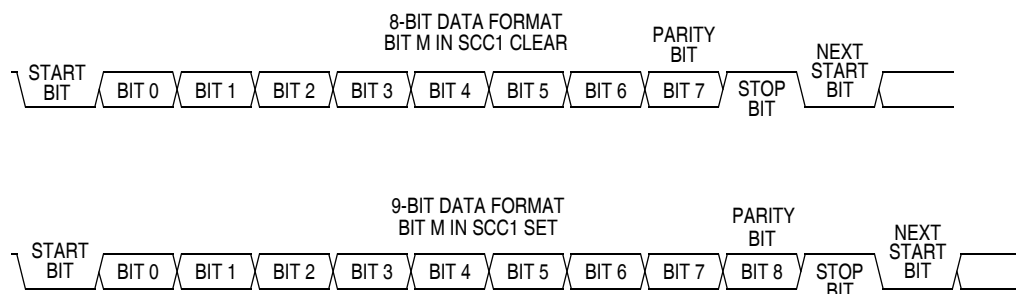 8-BIT DATA FORMAT
BIT M IN SCC1 CLEAR
PARITY
BIT
NEXT
START
BIT
START
BIT
BIT 0
BIT 1
BIT 2
BIT 3
BIT 4
BIT 5
BIT 6
BIT 7
STOP
BIT
9-BIT DATA FORMAT
BIT M IN SCC1 SET
PARITY
BIT
NEXT
START
BIT
START
BIT
BIT 0
BIT 1
BIT 2
BIT 3
BIT 4
BIT 5
BIT 6
BIT 7
BIT 8
STOP
BIT